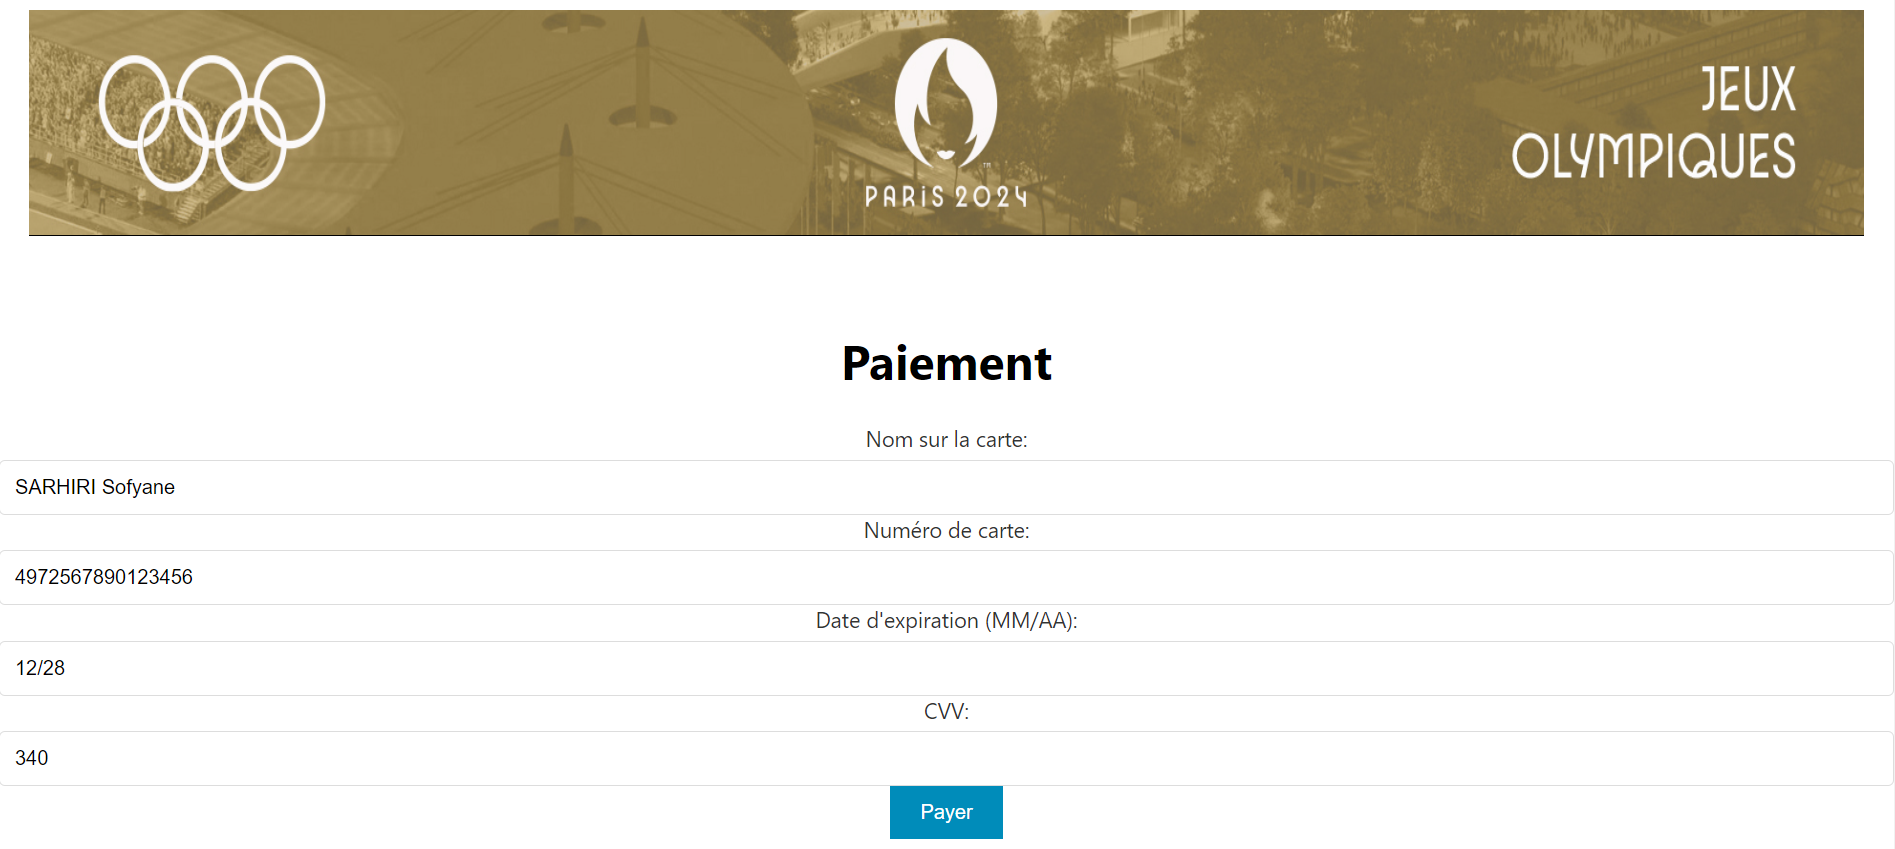 PARIS 2024
JEUX
OLYMPIQUES
Paiement
Nom sur la carte:
SARHIRI Sofyane
Numéro de carte:
4972567890123456
Date d'expiration (MM/AA):
12/28
CVV:
340
Payer